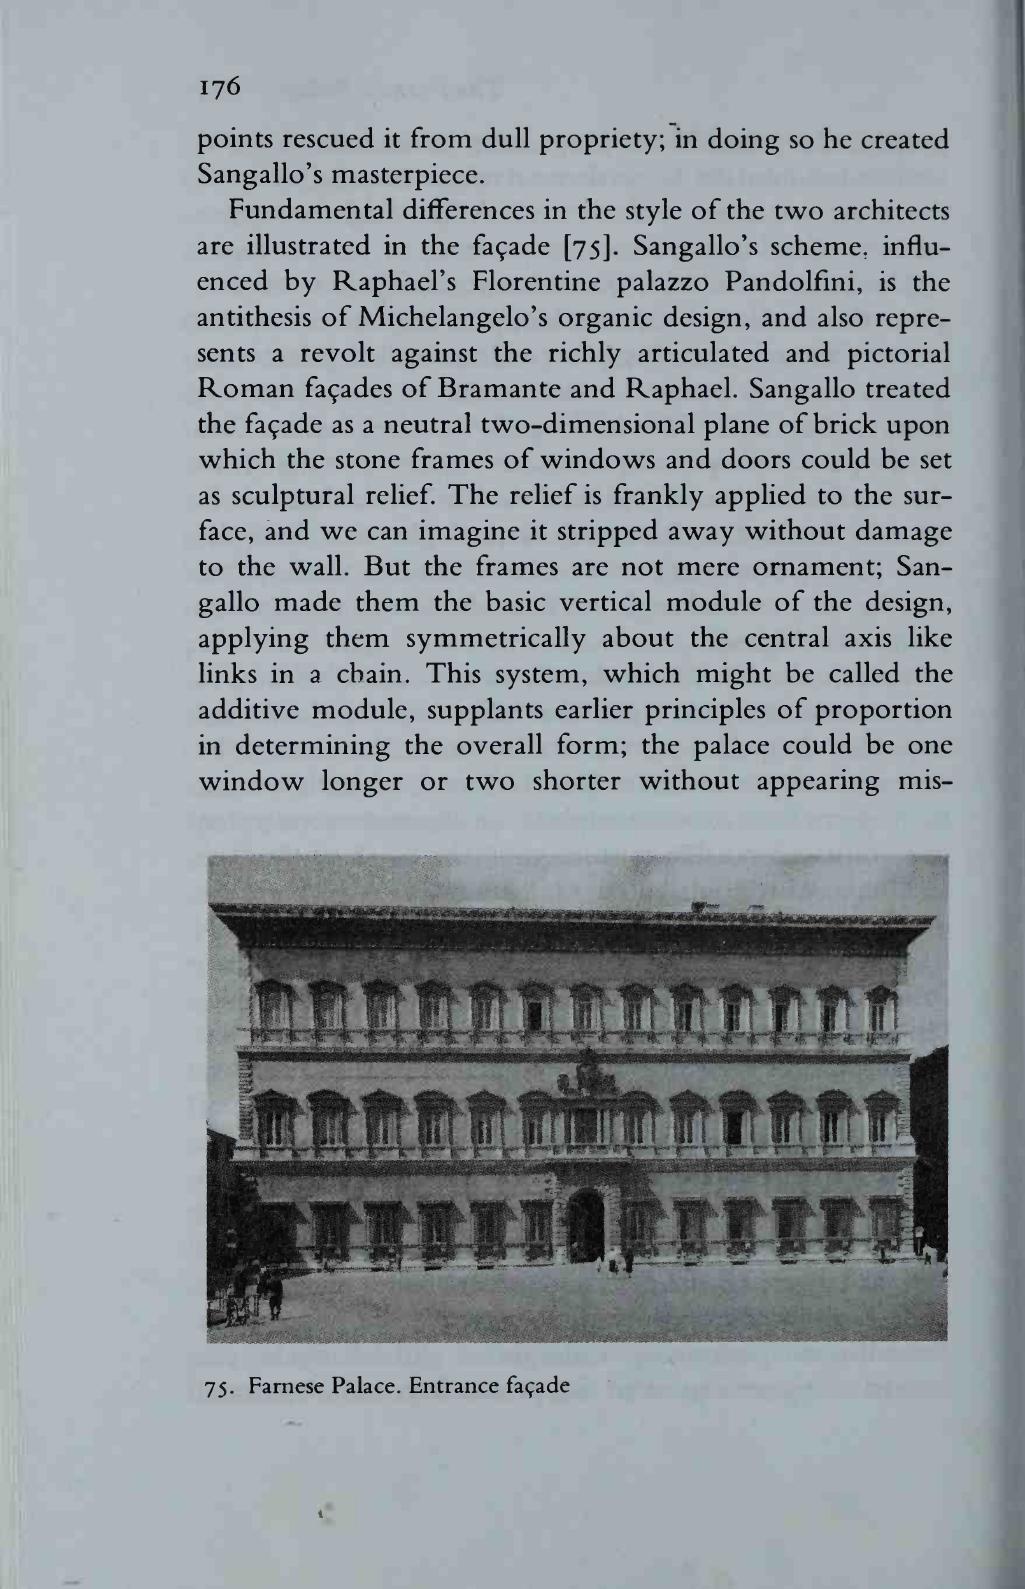 176
points rescued it from dull propriety; in doing so he created
Sangallo's masterpiece.
Fundamental differences in the style of the two architects
are illustrated in the façade [75]. Sangallo's scheme, influ-
enced by Raphael's Florentine palazzo Pandolfini, is the
antithesis of Michelangelo's organic design, and also repre-
sents a revolt against the richly articulated and pictorial
Roman façades of Bramante and Raphael. Sangallo treated
the façade as a neutral two-dimensional plane of brick upon
which the stone frames of windows and doors could be set
as sculptural relief. The relief is frankly applied to the sur-
face, and we can imagine it stripped away without damage
to the wall. But the frames are not mere ornament; San-
gallo made them the basic vertical module of the design,
applying them symmetrically about the central axis like
links in a chain. This system, which might be called the
additive module, supplants earlier principles of proportion
in determining the overall form; the palace could be one
window longer or two shorter without appearing mis-
75. Farnese Palace. Entrance façade